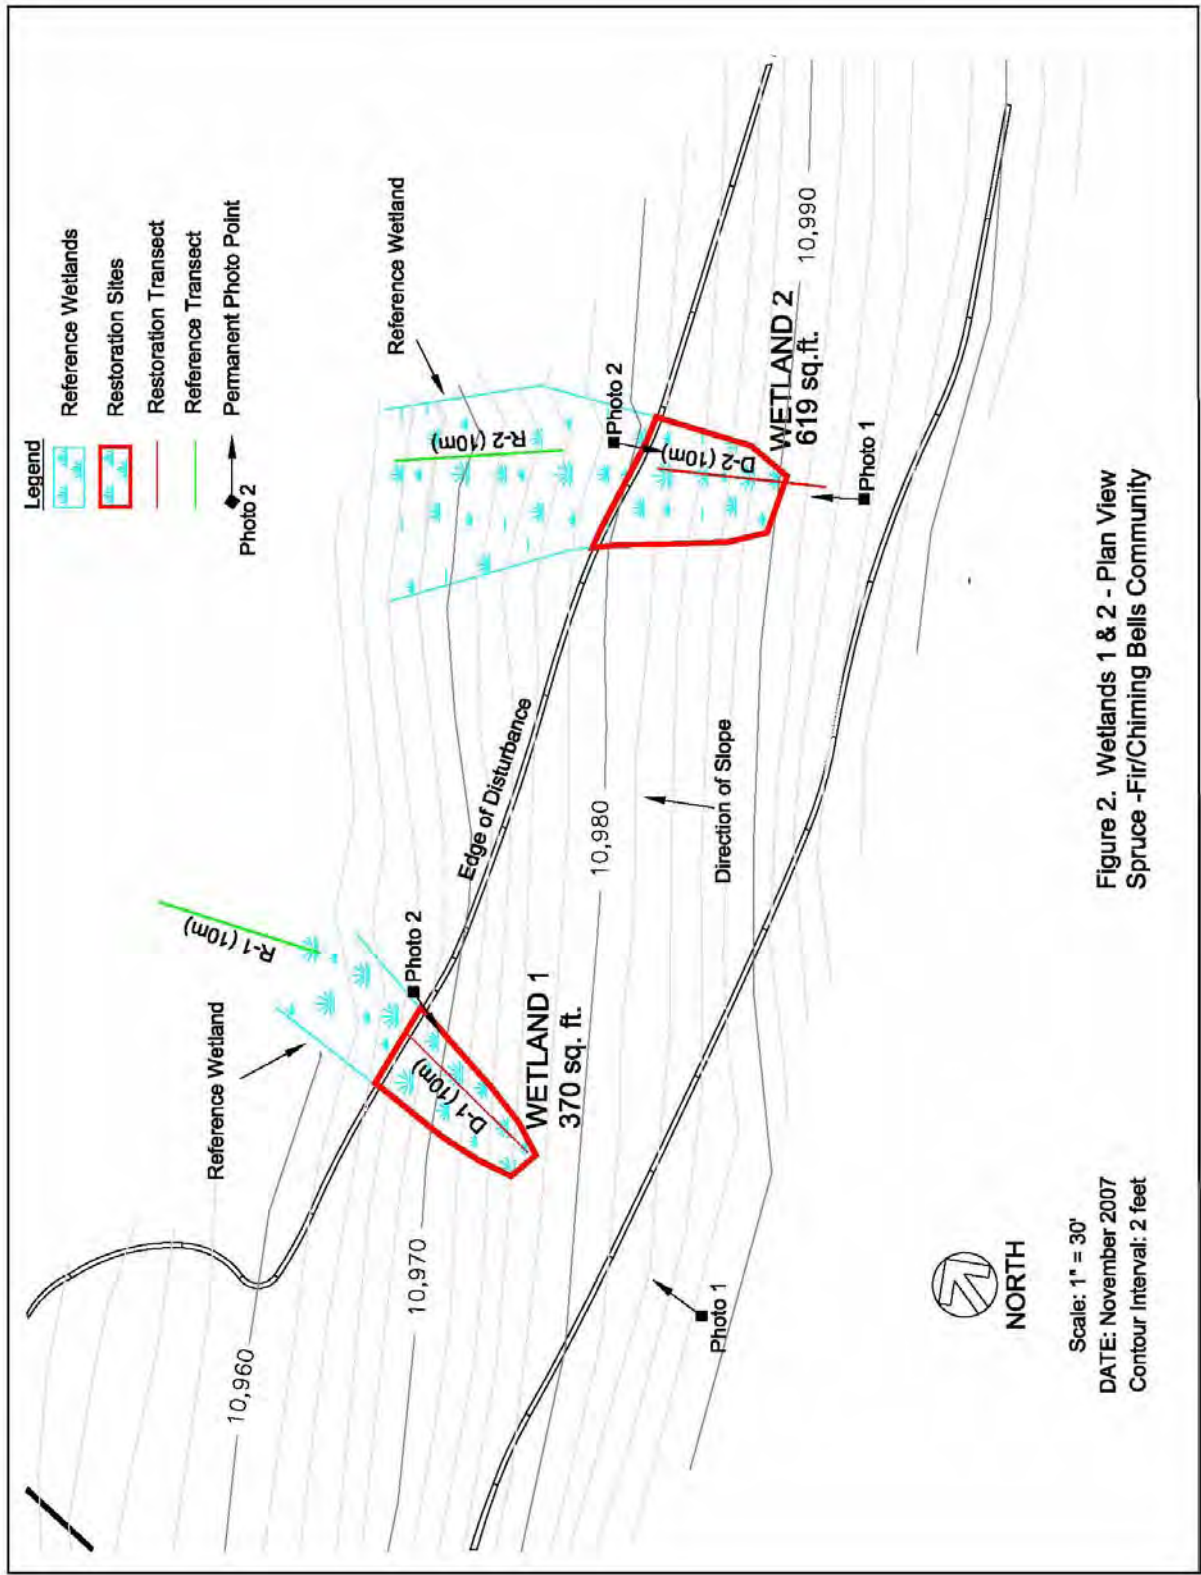 Legend
Reference Wetlands
Restoration Sites
Restoration Transect
Reference Transect
Permanent Photo Point
Photo 2
Reference Wetland
R-1 (10m)
Photo 2
D-1 (10m)
WETLAND 1
370 sq. ft.
Reference Wetland
R-2 (10m)
Photo 2
D-2 (10m)
WETLAND 2
619 sq.ft.
Photo 1
Edge of Disturbance
Direction of Slope
10,960
10,970
10,980
10,990
Photo 1
NORTH
Scale: 1" = 30'
DATE: November 2007
Contour Interval: 2 feet
Figure 2. Wetlands 1 & 2 - Plan View
Spruce -Fir/Chiming Bells Community